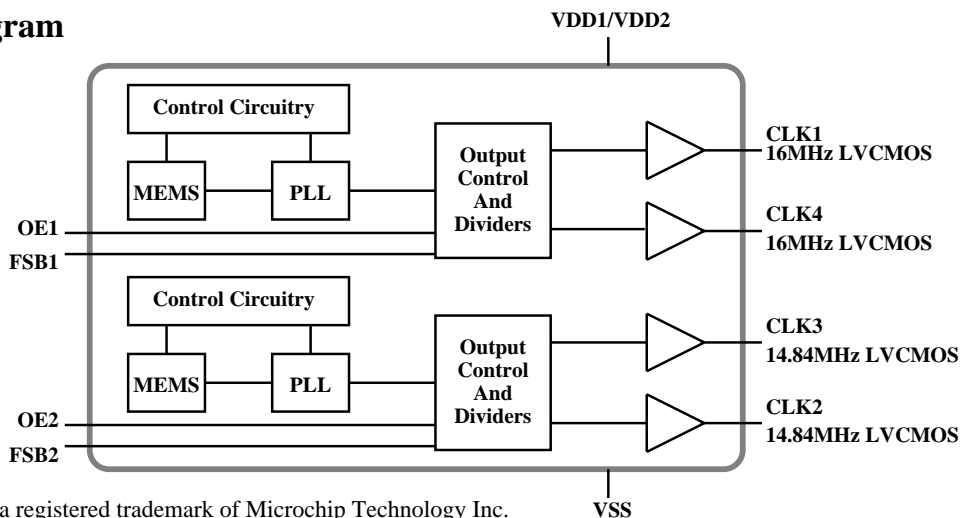 gram
VDD1/VDD2
Control Circuitry
MEMS
PLL
Output
Control
And
Dividers
CLK1
16MHz LVCMOS
CLK4
16MHz LVCMOS
OE1
FSB1
Control Circuitry
MEMS
PLL
Output
Control
And
Dividers
CLK3
14.84MHz LVCMOS
CLK2
14.84MHz LVCMOS
OE2
FSB2
VSS
a registered trademark of Microchip Technology Inc.